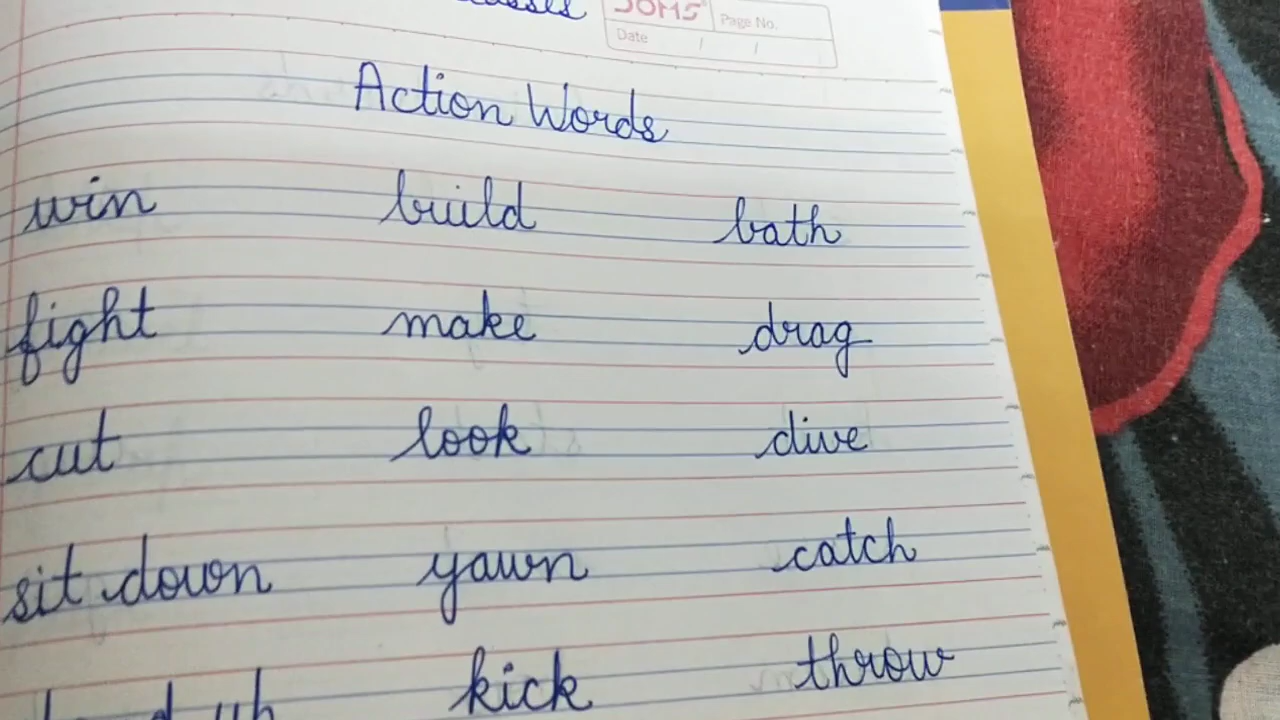 Page No.
Date / /
Action Words
win build bath
fight make drag
cut look dive
sit down yawn catch
kick throw